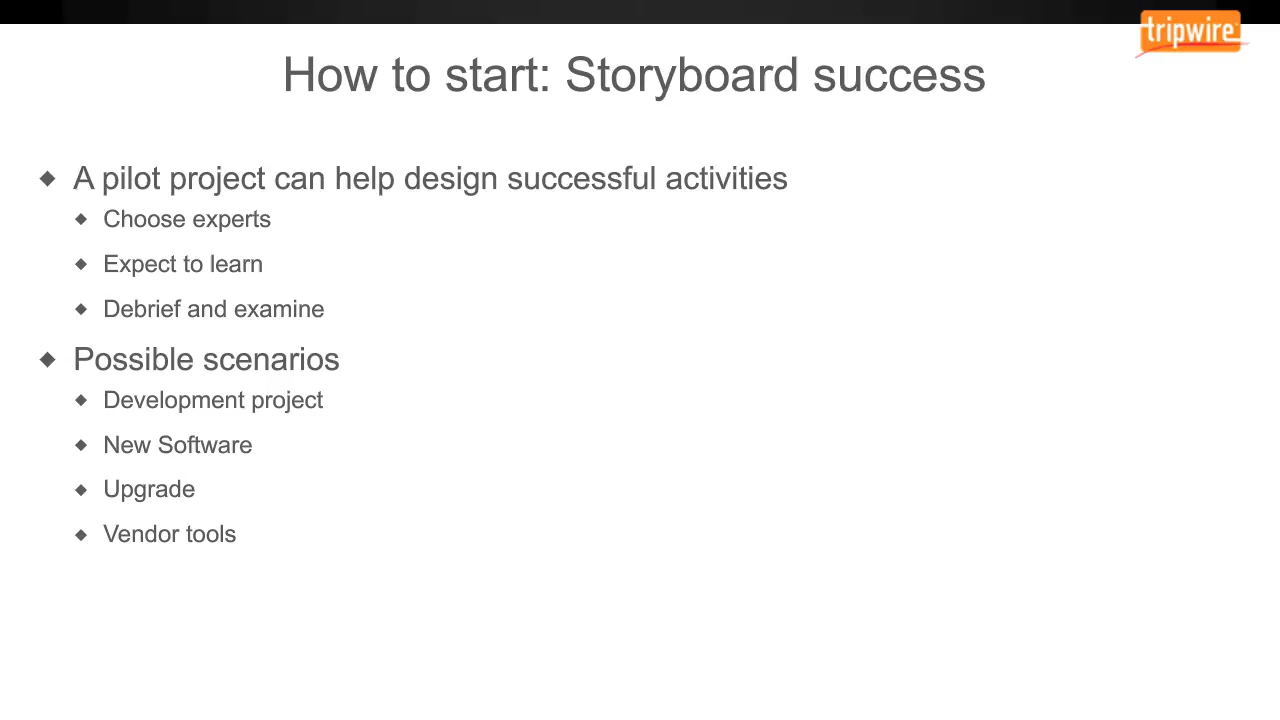 tripwire
How to start: Storyboard success
A pilot project can help design successful activities
Choose experts
Expect to learn
Debrief and examine
Possible scenarios
Development project
New Software
Upgrade
Vendor tools